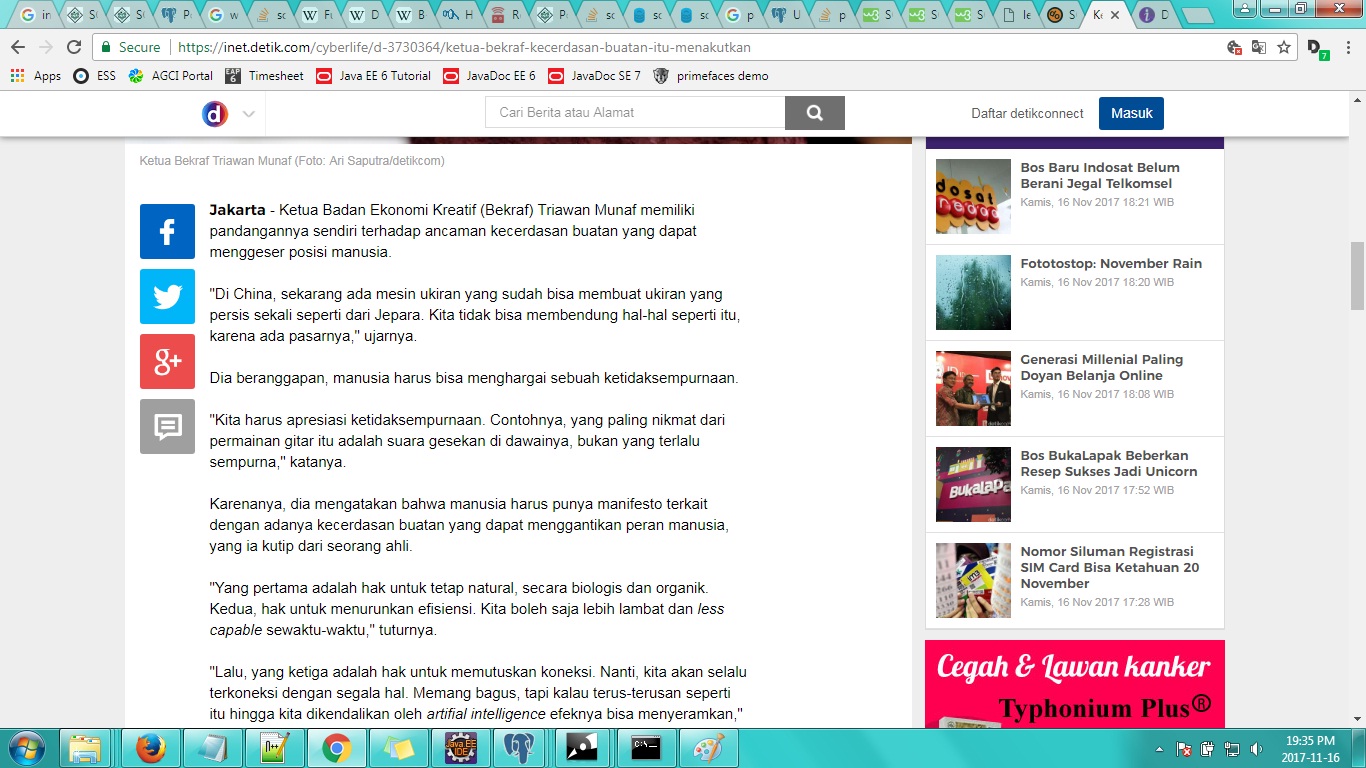 Secure
https://inet.detik.com/cyberlife/d-3730364/ketua-bekraf-kecerdasan-buatan-itu-menakutkan
7
Apps
ESS
AGCI Portal
EAP 6
Timesheet
Java EE 6 Tutorial
JavaDoc EE 6
JavaDoc SE 7
primefaces demo
d
Cari Berita atau Alamat
Daftar detikconnect
Masuk
Ketua Bekraf Triawan Munaf (Foto: Ari Saputra/detikcom)
Jakarta - Ketua Badan Ekonomi Kreatif (Bekraf) Triawan Munaf memiliki
pandangannya sendiri terhadap ancaman kecerdasan buatan yang dapat
menggeser posisi manusia.
"Di China, sekarang ada mesin ukiran yang sudah bisa membuat ukiran yang
persis sekali seperti dari Jepara. Kita tidak bisa membendung hal-hal seperti itu,
karena ada pasarnya," ujarnya.
Dia beranggapan, manusia harus bisa menghargai sebuah ketidaksempurnaan.
"Kita harus apresiasi ketidaksempurnaan. Contohnya, yang paling nikmat dari
permainan gitar itu adalah suara gesekan di dawainya, bukan yang terlalu
sempurna," katanya.
Karenanya, dia mengatakan bahwa manusia harus punya manifesto terkait
dengan adanya kecerdasan buatan yang dapat menggantikan peran manusia,
yang ia kutip dari seorang ahli.
"Yang pertama adalah hak untuk tetap natural, secara biologis dan organik.
Kedua, hak untuk menurunkan efisiensi. Kita boleh saja lebih lambat dan less
capable sewaktu-waktu," tuturnya.
"Lalu, yang ketiga adalah hak untuk memutuskan koneksi. Nanti, kita akan selalu
terkoneksi dengan segala hal. Memang bagus, tapi kalau terus-terusan seperti
itu hingga kita dikendalikan oleh artifial intelligence efeknya bisa menyeramkan,"
Bos Baru Indosat Belum
Berani Jegal Telkomsel
Kamis, 16 Nov 2017 18:21 WIB
Fototostop: November Rain
Kamis, 16 Nov 2017 18:20 WIB
Generasi Millenial Paling
Doyan Belanja Online
Kamis, 16 Nov 2017 18:08 WIB
Bos BukaLapak Beberkan
Resep Sukses Jadi Unicorn
Kamis, 16 Nov 2017 17:52 WIB
Nomor Siluman Registrasi
SIM Card Bisa Ketahuan 20
November
Kamis, 16 Nov 2017 17:28 WIB
Cegah & Lawan kanker
Typhonium Plus®
19:35 PM
2017-11-16